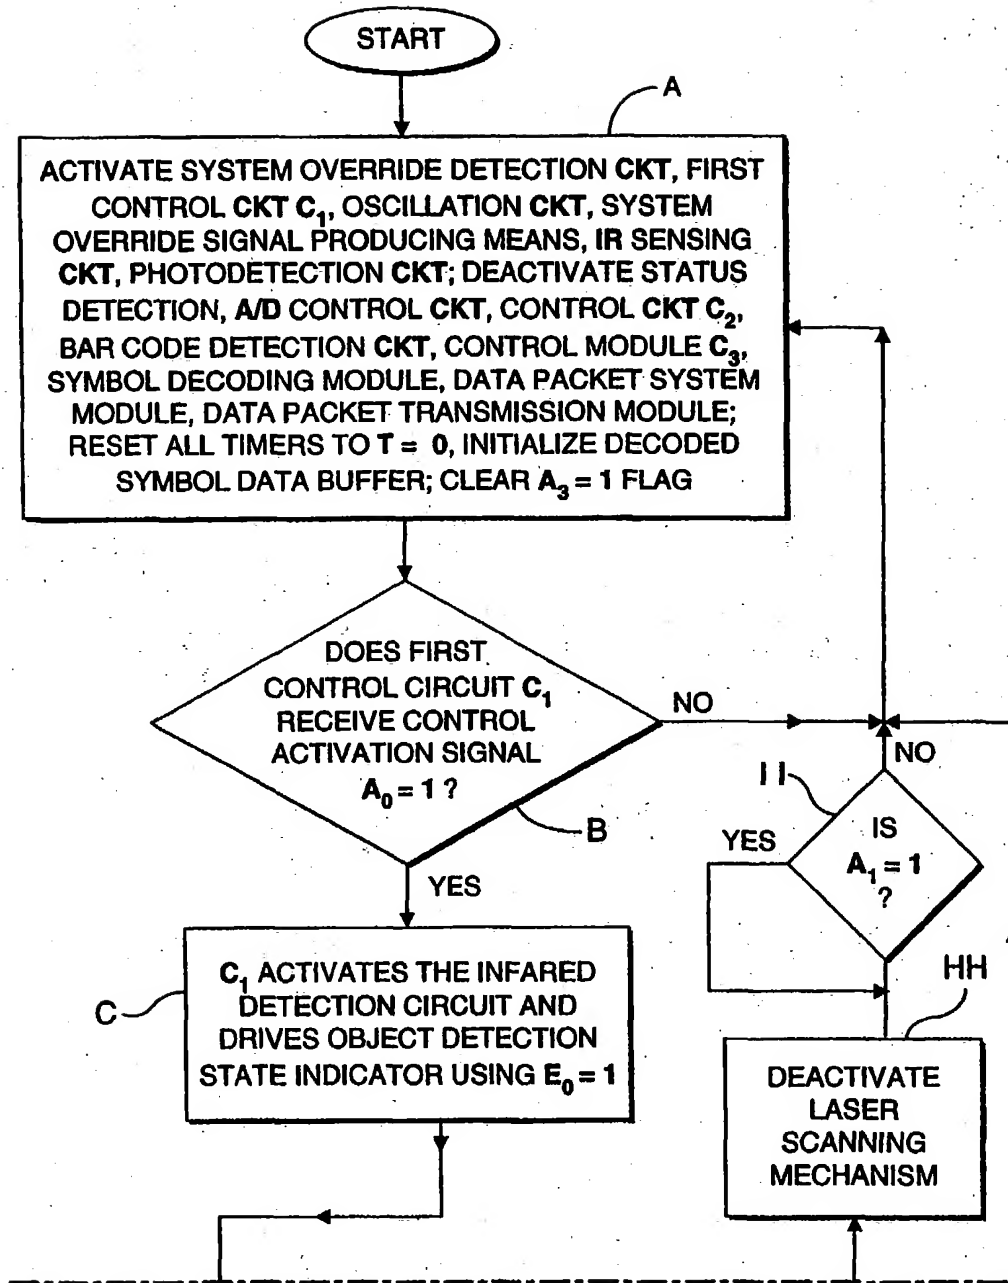 START
A
ACTIVATE SYSTEM OVERRIDE DETECTION CKT, FIRST
CONTROL CKT C₁, OSCILLATION CKT, SYSTEM
OVERRIDE SIGNAL PRODUCING MEANS, IR SENSING
CKT, PHOTODETECTION CKT; DEACTIVATE STATUS
DETECTION, A/D CONTROL CKT, CONTROL CKT C₂,
BAR CODE DETECTION CKT, CONTROL MODULE C₃,
SYMBOL DECODING MODULE, DATA PACKET SYSTEM
MODULE, DATA PACKET TRANSMISSION MODULE;
RESET ALL TIMERS TO T = 0, INITIALIZE DECODED
SYMBOL DATA BUFFER; CLEAR A₃ = 1 FLAG
DOES FIRST
CONTROL CIRCUIT C₁
RECEIVE CONTROL
ACTIVATION SIGNAL
A₀ = 1 ?
NO
B
YES
C
C₁ ACTIVATES THE INFARED
DETECTION CIRCUIT AND
DRIVES OBJECT DETECTION
STATE INDICATOR USING E₀ = 1
NO
II
YES
IS
A₁ = 1
?
HH
DEACTIVATE
LASER
SCANNING
MECHANISM